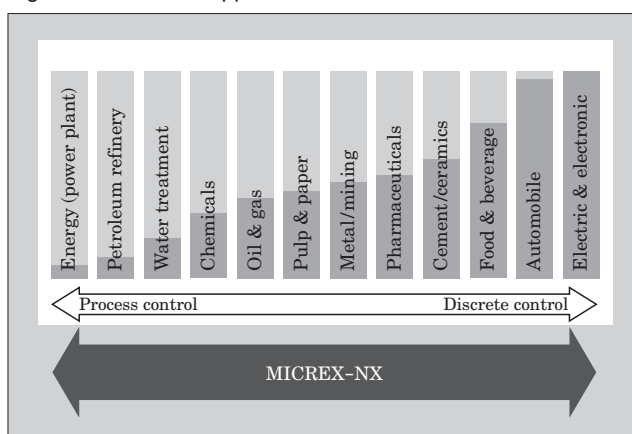 Energy (power plant)
Petroleum refinery
Water treatment
Chemicals
Oil & gas
Pulp & paper
Metal/mining
Pharmaceuticals
Cement/ceramics
Food & beverage
Automobile
Electric & electronic
Process control
Discrete control
MICREX-NX